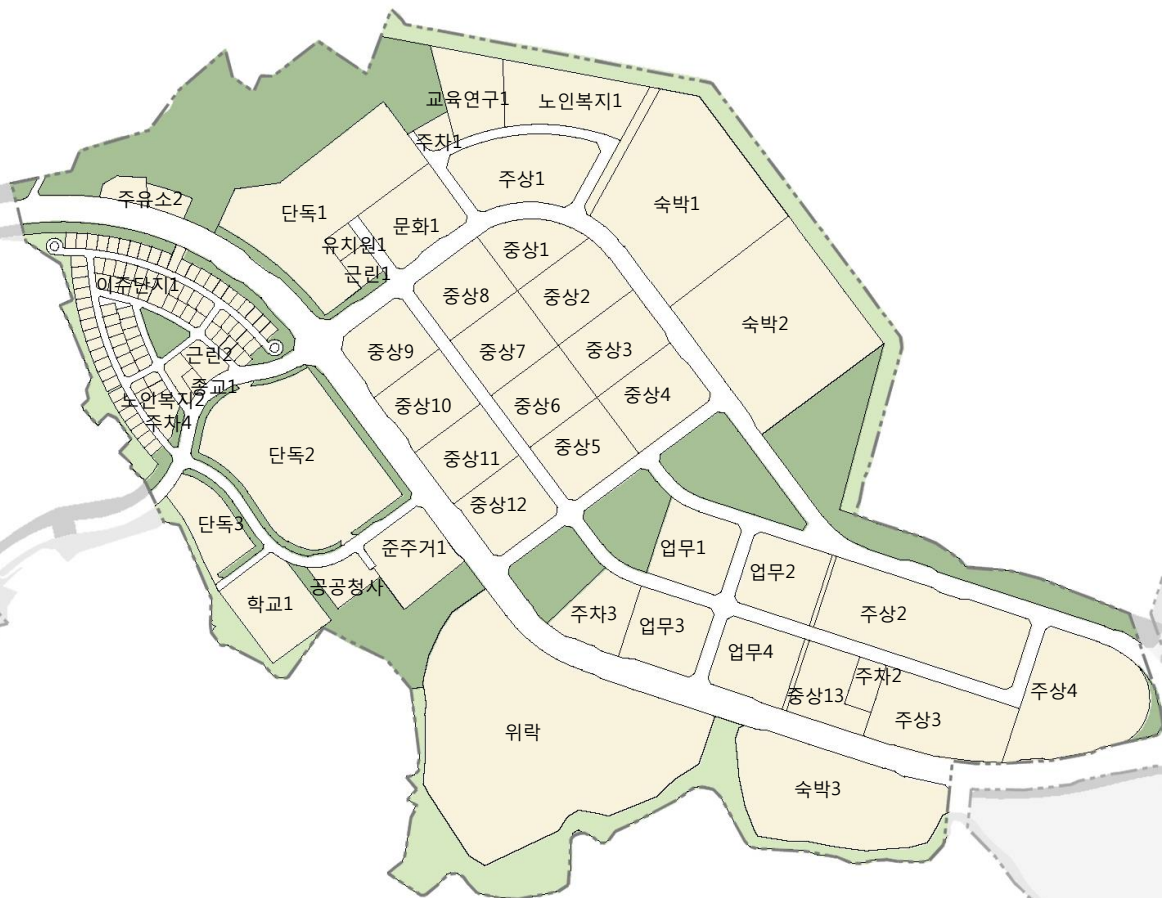 교육연구1
노인복지1
주차1
주상1
주유소2
단독1
숙박1
문화1
유치원1
근린1
중상1
이주단지1
중상8
중상2
숙박2
중상9
중상7
중상3
근린2
종교1
중상4
노인복지2
중상10
중상6
주차4
중상5
단독2
중상11
중상12
단독3
준주거1
업무1
업무2
공공청사
학교1
주차3
업무3
주상2
업무4
주차2
중상13
주상4
주상3
위락
숙박3